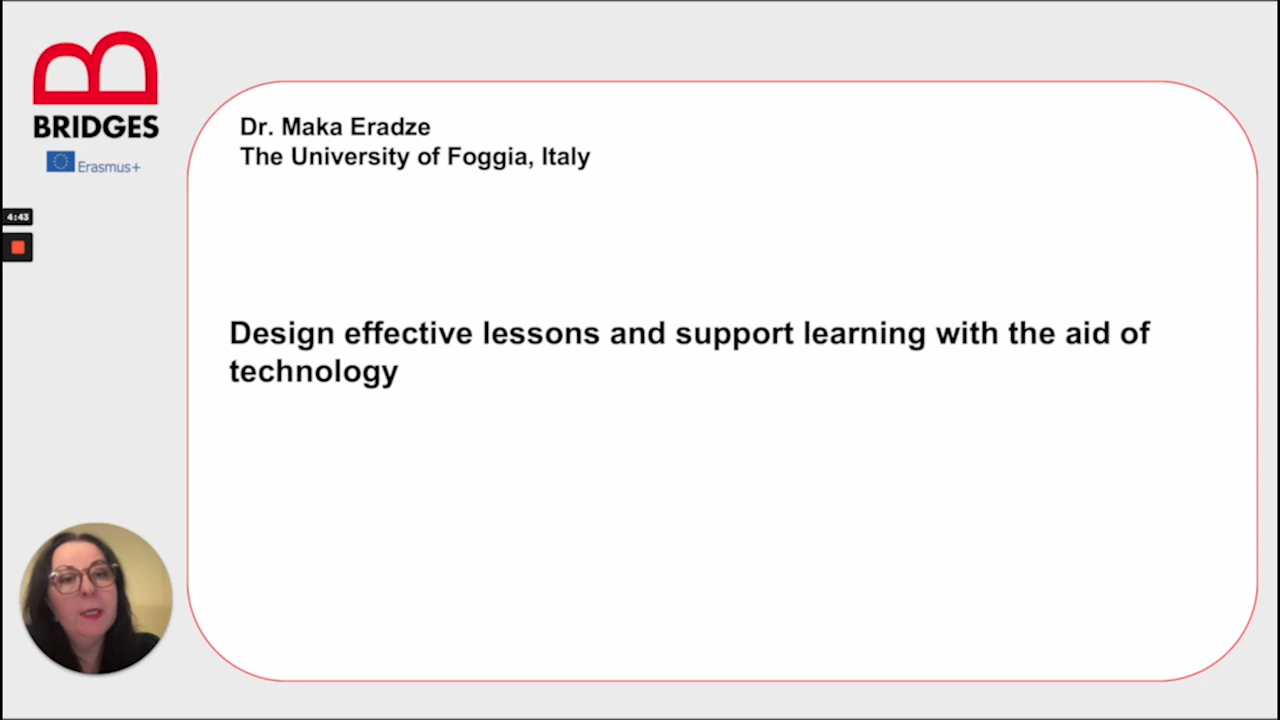 BRIDGES
Erasmus+
4:43
Dr. Maka Eradze
The University of Foggia, Italy
Design effective lessons and support learning with the aid of
technology